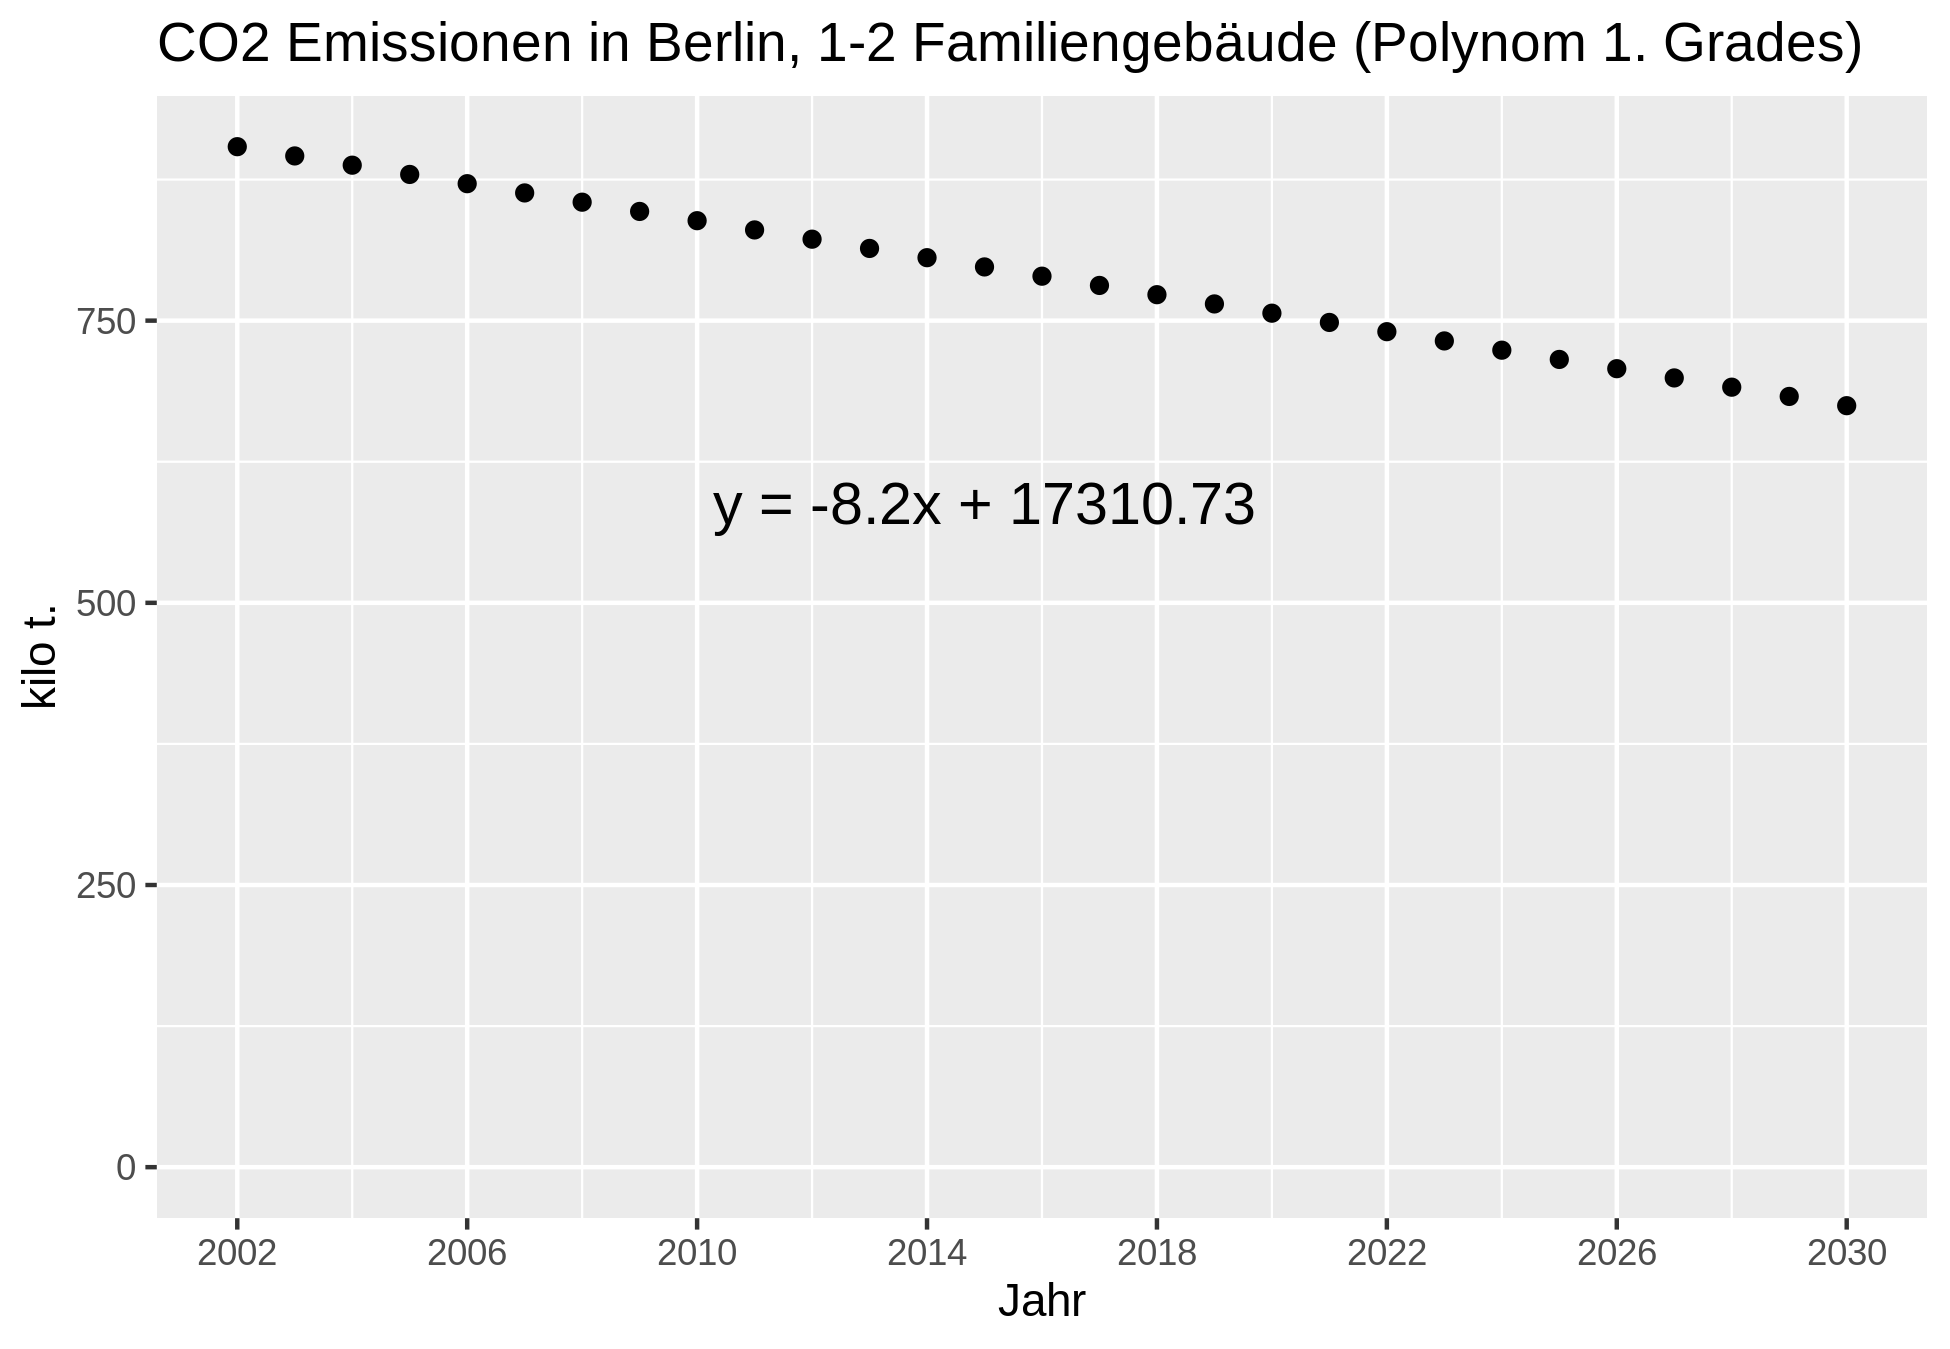 CO2 Emissionen in Berlin, 1-2 Familiengebäude (Polynom 1. Grades)
750
y = -8.2x + 17310.73
500
kilo t.
250
0
2002 2006 2010 2014 2018 2022 2026 2030
Jahr